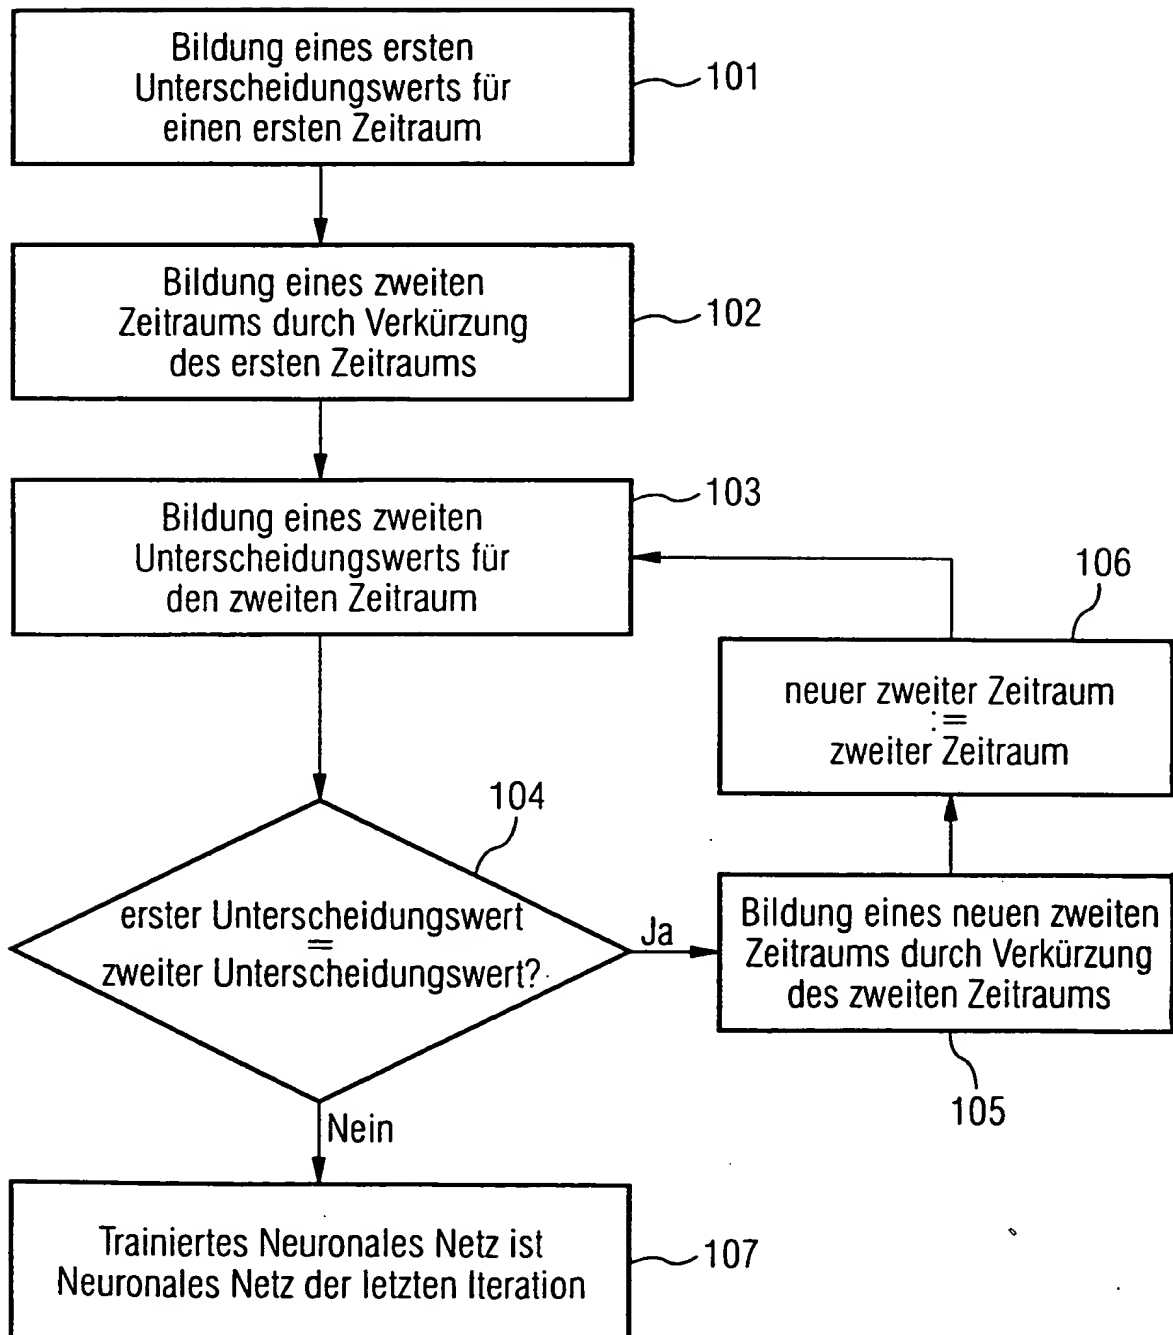 Bildung eines ersten
Unterscheidungswerts für
einen ersten Zeitraum
101
Bildung eines zweiten
Zeitraums durch Verkürzung
des ersten Zeitraums
102
Bildung eines zweiten
Unterscheidungswerts für
den zweiten Zeitraum
103
106
neuer zweiter Zeitraum
:=
zweiter Zeitraum
104
erster Unterscheidungswert
=
zweiter Unterscheidungswert?
Ja
Bildung eines neuen zweiten
Zeitraums durch Verkürzung
des zweiten Zeitraums
105
Nein
Trainiertes Neuronales Netz ist
Neuronales Netz der letzten Iteration
107